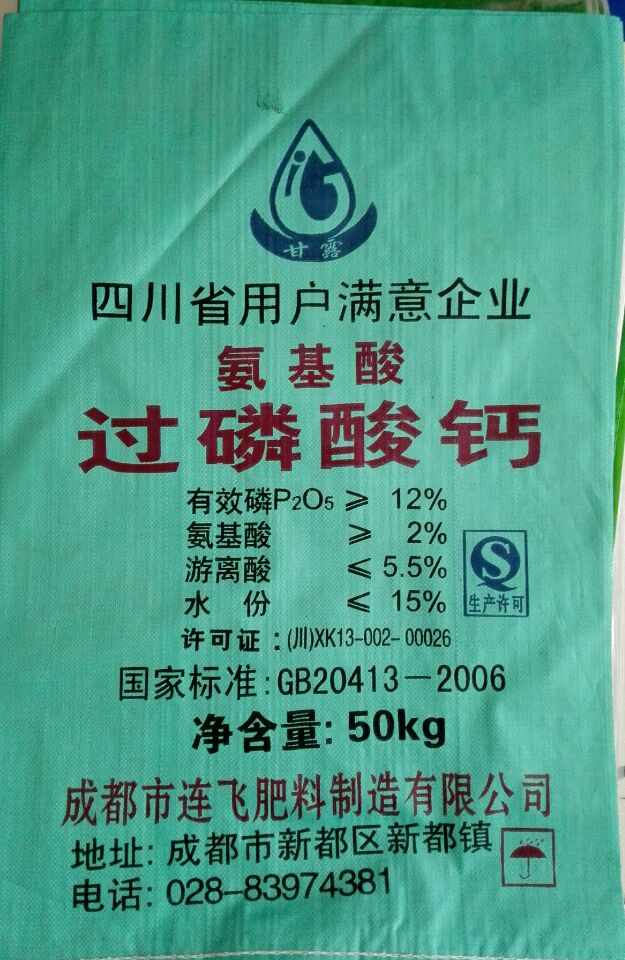 甘露
四川省用户满意企业
氨基酸
过磷酸钙
有效磷P₂O₅ ≥ 12%
氨基酸 ≥ 2%
游离酸 ≤ 5.5%
水份 ≤ 15%
生产许可
许可证:(川)XK13-002-00026
国家标准:GB20413-2006
净含量:50kg
成都市连飞肥料制造有限公司
地址:成都市新都区新都镇
电话:028-83974381